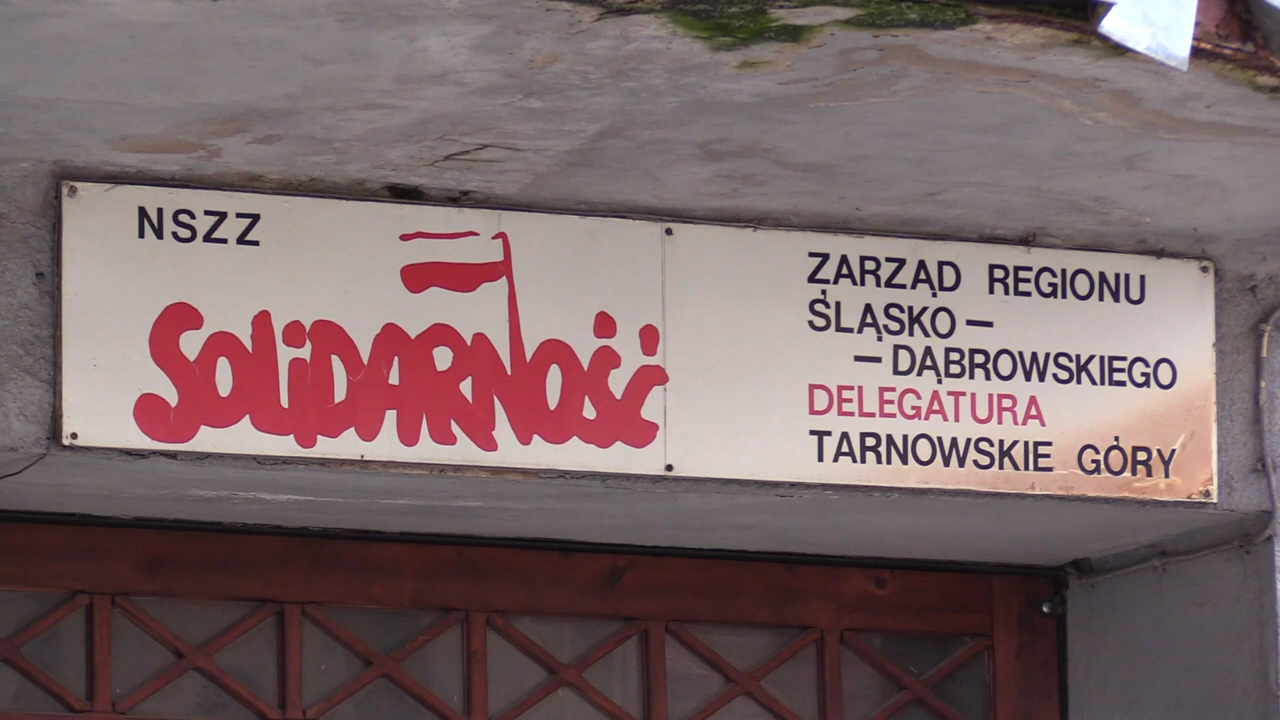 NSZZ
SOLiDARNOŚĆ
ZARZĄD REGIONU
ŚLĄSKO –
– DĄBROWSKIEGO
DELEGATURA
TARNOWSKIE GÓRY